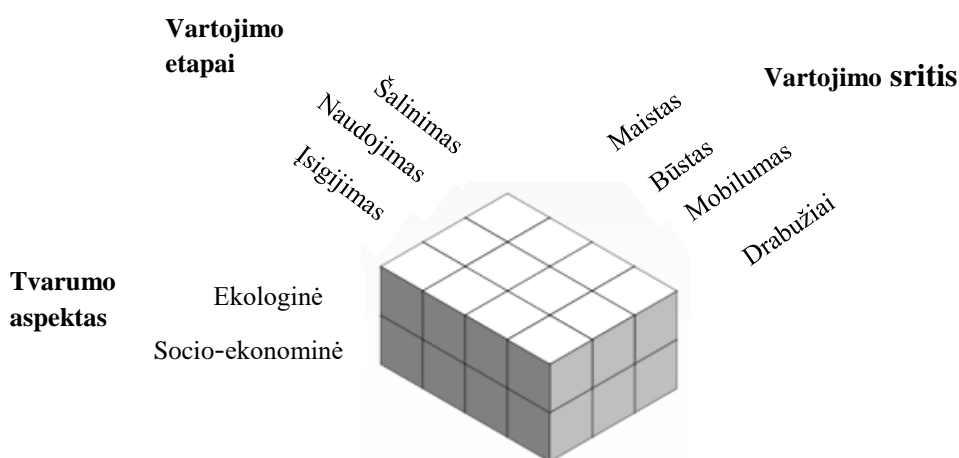 Vartojimo
etapai
Vartojimo sritis
Šalinimas
Naudojimas
Įsigijimas
Maistas
Būstas
Mobilumas
Drabužiai
Tvarumo
aspektas
Ekologinė
Socio-ekonominė